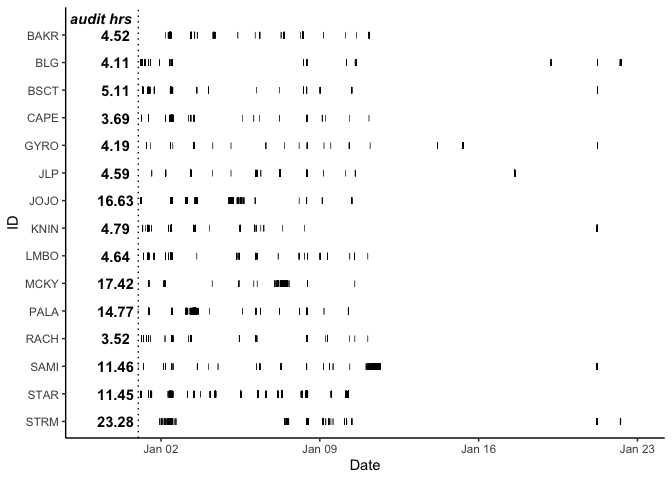 audit hrs
BAKR 4.52
BLG 4.11
BSCT 5.11
CAPE 3.69
GYRO 4.19
JLP 4.59
JOJO 16.63
KNIN 4.79
LMBO 4.64
MCKY 17.42
PALA 14.77
RACH 3.52
SAMI 11.46
STAR 11.45
STRM 23.28
ID
Jan 02 Jan 09 Jan 16 Jan 23
Date